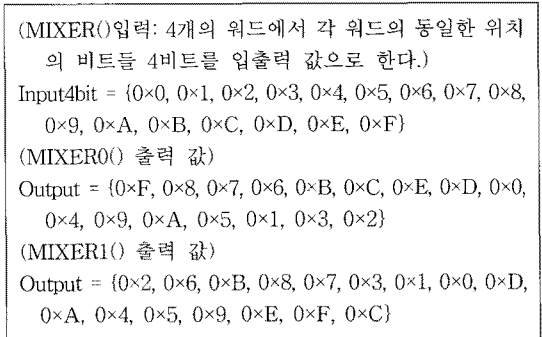 (MIXER()입력: 4개의 워드에서 각 워드의 동일한 위치
의 비트들 4비트를 입출력 값으로 한다.)
Input4bit = {0×0, 0×1, 0×2, 0×3, 0×4, 0×5, 0×6, 0×7, 0×8,
0×9, 0×A, 0×B, 0×C, 0×D, 0×E, 0×F}
(MIXER0() 출력 값)
Output = {0×F, 0×8, 0×7, 0×6, 0×B, 0×C, 0×E, 0×D, 0×0,
0×4, 0×9, 0×A, 0×5, 0×1, 0×3, 0×2}
(MIXER1() 출력 값)
Output = {0×2, 0×6, 0×B, 0×8, 0×7, 0×3, 0×1, 0×0, 0×D,
0×A, 0×4, 0×5, 0×9, 0×E, 0×F, 0×C}